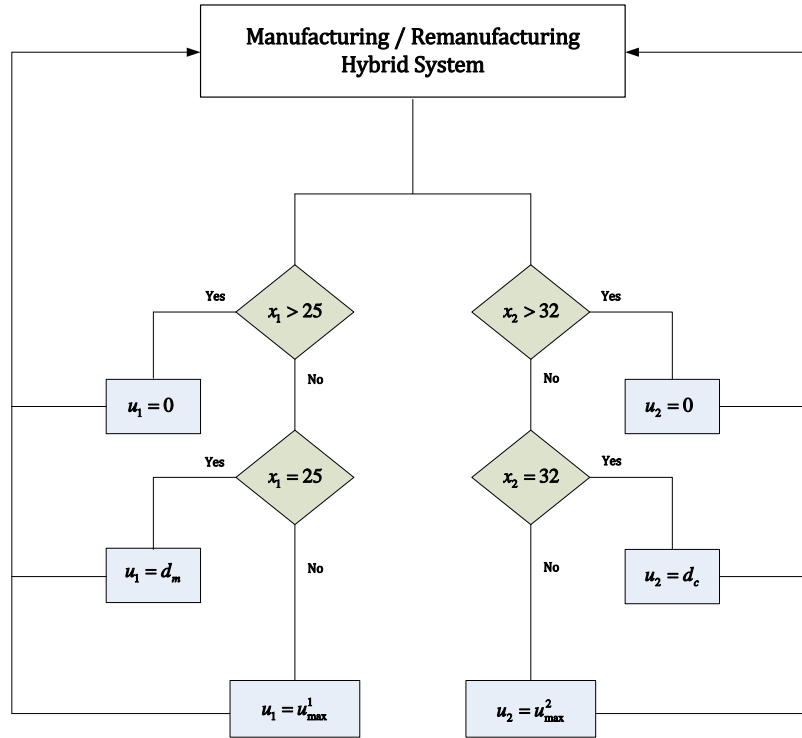 Manufacturing / Remanufacturing
Hybrid System
Yes
x₁ > 25
x₂ > 32
Yes
No
No
u₁ = 0
u₂ = 0
Yes
x₁ = 25
x₂ = 32
Yes
u₁ = dₘ
No
No
u₂ = d_c
u₁ = u¹_max
u₂ = u²_max